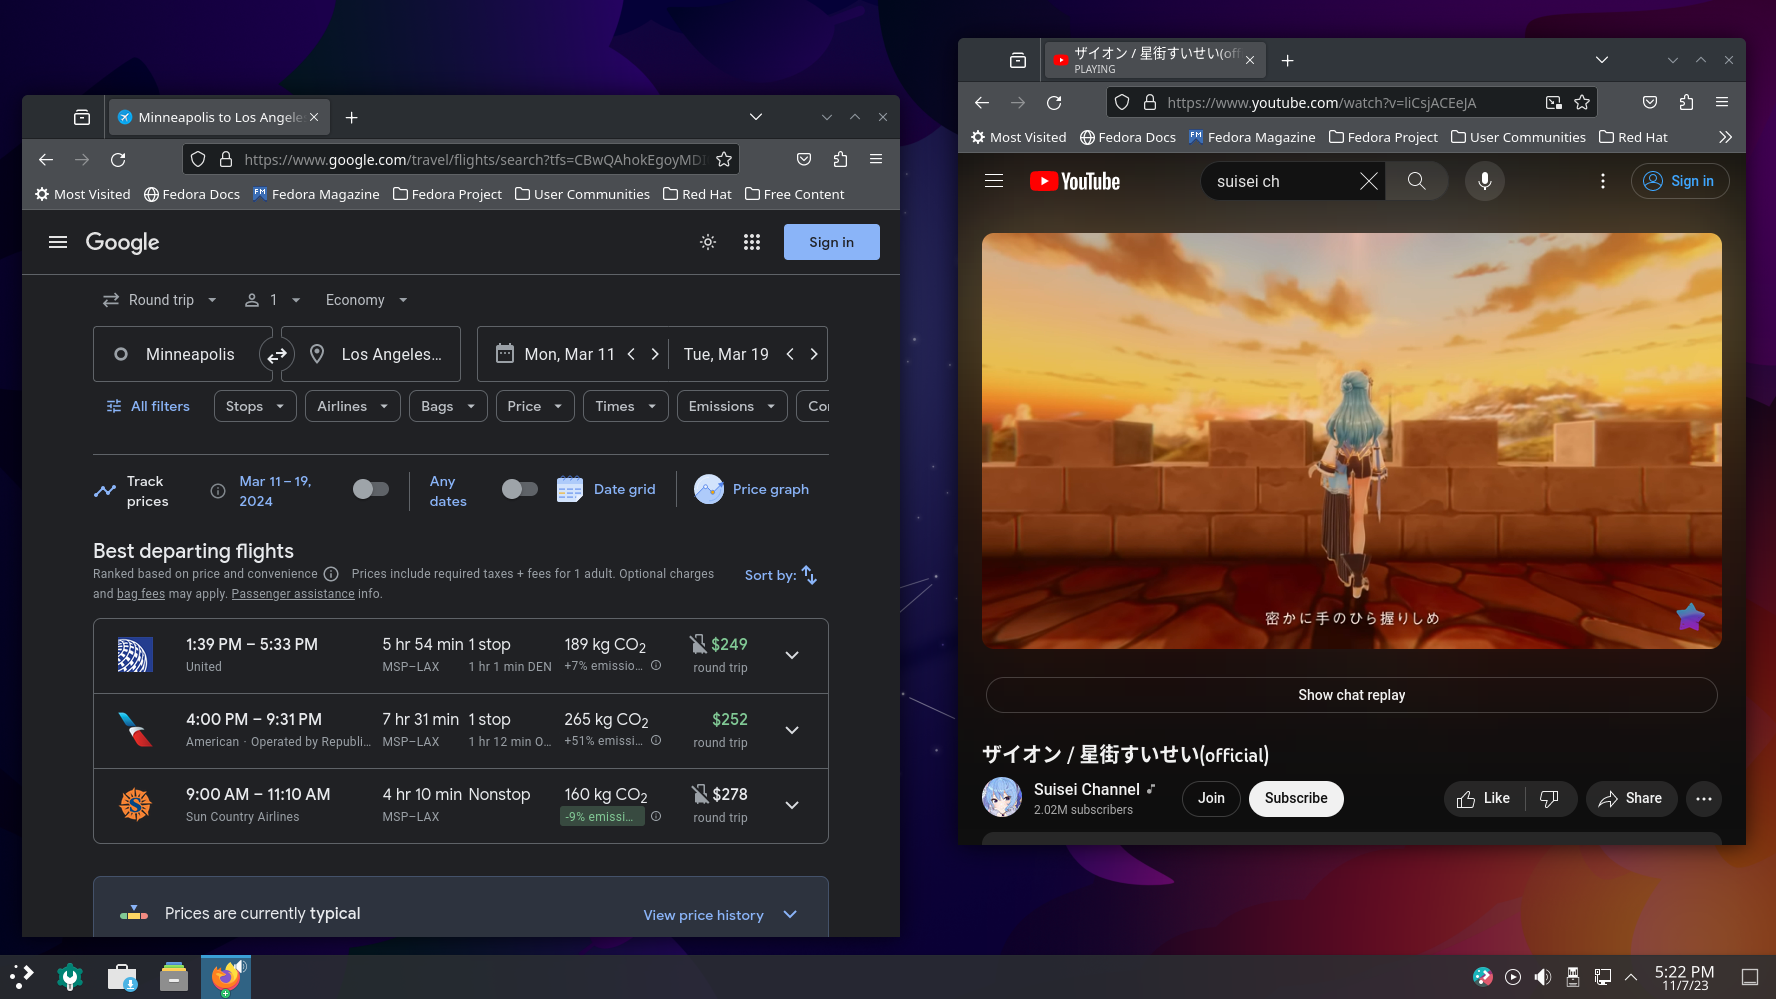 Minneapolis to Los Angele
https://www.google.com/travel/flights/search?tfs=CBwQAhokEgoyMD
Most Visited
Fedora Docs
Fedora Magazine
Fedora Project
User Communities
Red Hat
Free Content
Google
Sign in
Round trip
1
Economy
Minneapolis
Los Angeles...
Mon, Mar 11
Tue, Mar 19
All filters
Stops
Airlines
Bags
Price
Times
Emissions
Track prices
Mar 11 – 19, 2024
Any dates
Date grid
Price graph
Best departing flights
Ranked based on price and convenience
Prices include required taxes + fees for 1 adult. Optional charges
and bag fees may apply. Passenger assistance info.
Sort by:
1:39 PM – 5:33 PM
United
5 hr 54 min
MSP–LAX
1 stop
1 hr 1 min DEN
189 kg CO2
+7% emissio...
$249
round trip
4:00 PM – 9:31 PM
American · Operated by Republi...
7 hr 31 min
MSP–LAX
1 stop
1 hr 12 min O...
265 kg CO2
+51% emissi...
$252
round trip
9:00 AM – 11:10 AM
Sun Country Airlines
4 hr 10 min
MSP–LAX
Nonstop
160 kg CO2
-9% emissi...
$278
round trip
Prices are currently typical
View price history
ザイオン / 星街すいせい(off
PLAYING
https://www.youtube.com/watch?v=liCsjACEeJA
Most Visited
Fedora Docs
FM
Fedora Magazine
Fedora Project
User Communities
Red Hat
YouTube
suisei ch
Sign in
密かに手のひら握りしめ
Show chat replay
ザイオン / 星街すいせい(official)
Suisei Channel
2.02M subscribers
Join
Subscribe
Like
Share
5:22 PM
11/7/23